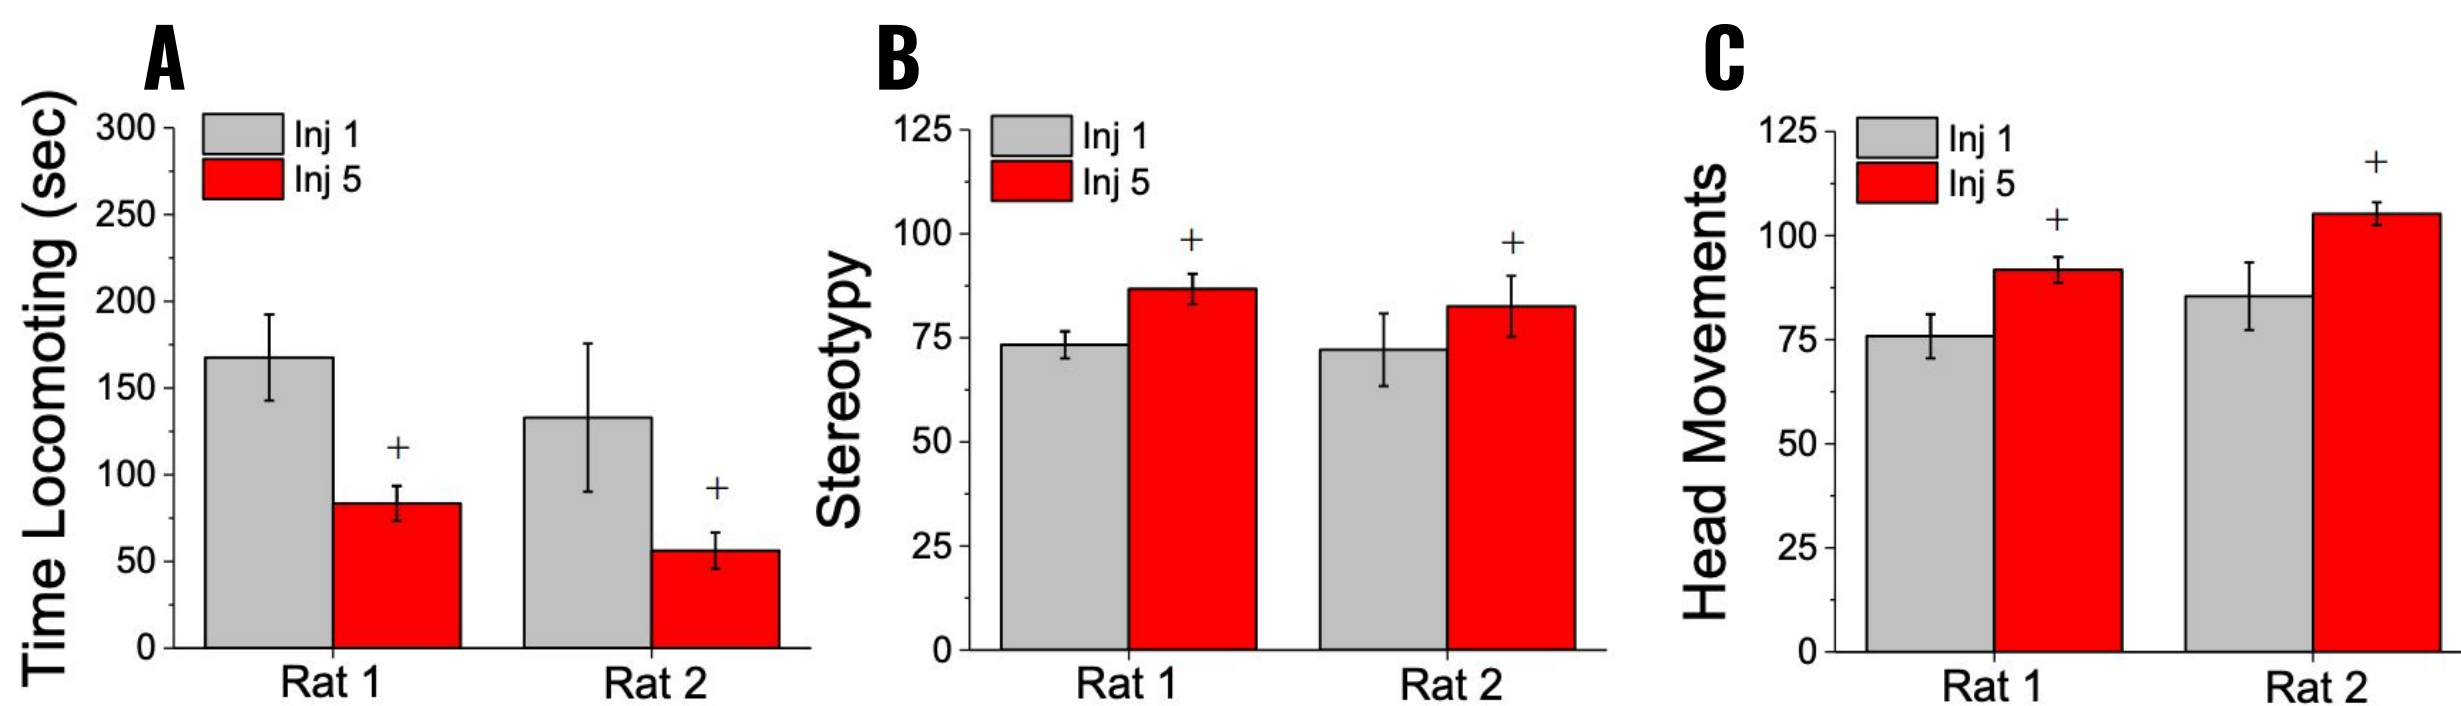 A
Time Locomoting (sec)
300
250
200
150
100
50
0
Inj 1
Inj 5
+
+
Rat 1
Rat 2
B
Stereotypy
125
100
75
50
25
0
Inj 1
Inj 5
+
+
Rat 1
Rat 2
C
Head Movements
125
100
75
50
25
0
Inj 1
Inj 5
+
+
Rat 1
Rat 2